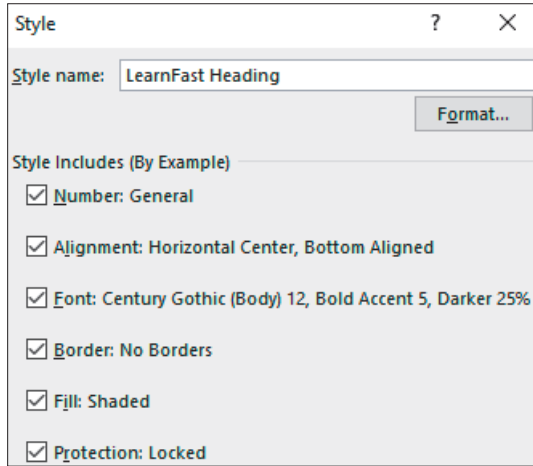 Style ? ×
Style name: LearnFast Heading
Format...
Style Includes (By Example)
Number: General
Alignment: Horizontal Center, Bottom Aligned
Font: Century Gothic (Body) 12, Bold Accent 5, Darker 25%
Border: No Borders
Fill: Shaded
Protection: Locked